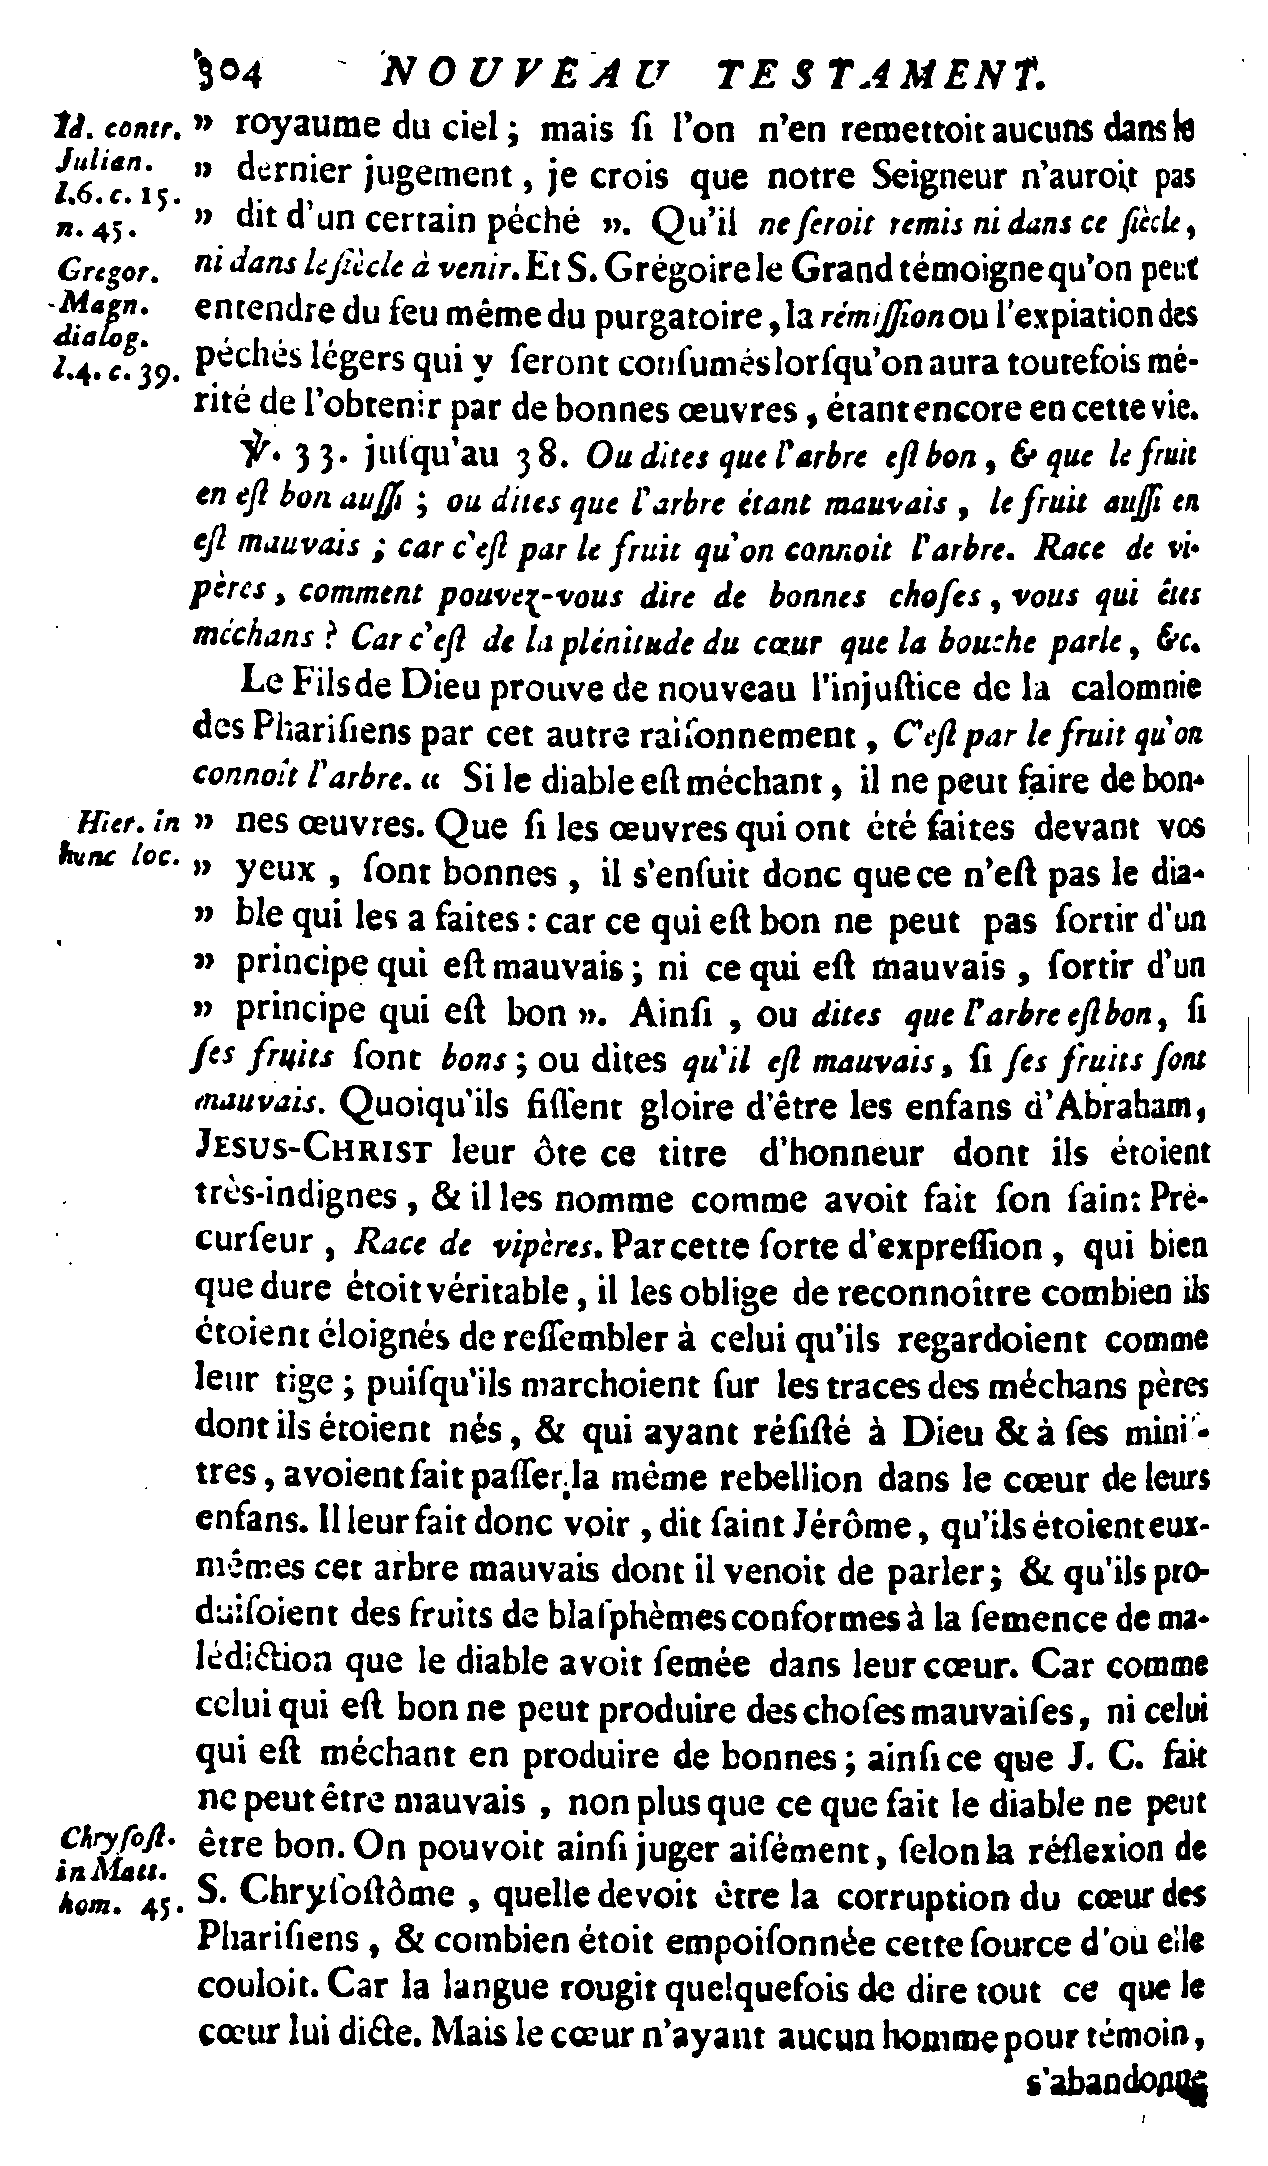 304 NOUVEAU TESTAMENT.
Id. contr. » royaume du ciel ; mais ſi l'on n'en remettoit aucuns dans le
Julian. » dernier jugement, je crois que notre Seigneur n'auroit pas
l.6. c. 15.
n. 45. » dit d'un certain péché ». Qu'il ne ſeroit remis ni dans ce ſiècle,
Gregor. ni dans le ſiècle à venir. Et S. Grégoire le Grand témoigne qu'on peut
Magn. entendre du feu même du purgatoire, la rémiſſion ou l'expiation des
dialog.
l.4. c. 39. péchés légers qui y ſeront conſumés lorſqu'on aura toutefois mé-
rité de l'obtenir par de bonnes œuvres, étant encore en cette vie.
℣. 33. juſqu'au 38. Ou dites que l'arbre eſt bon, & que le fruit
en eſt bon auſſi ; ou dites que l'arbre étant mauvais, le fruit auſſi en
eſt mauvais ; car c'eſt par le fruit qu'on connoit l'arbre. Race de vi-
pères, comment pouvez-vous dire de bonnes choſes, vous qui êtes
méchans ? Car c'eſt de la plénitude du cœur que la bouche parle, &c.
Le Fils de Dieu prouve de nouveau l'injuſtice de la calomnie
des Phariſiens par cet autre raiſonnement, C'eſt par le fruit qu'on
connoît l'arbre. « Si le diable eſt méchant, il ne peut faire de bon-
Hier. in » nes œuvres. Que ſi les œuvres qui ont été faites devant vos
hunc loc. » yeux, ſont bonnes, il s'enſuit donc que ce n'eſt pas le dia-
» ble qui les a faites : car ce qui eſt bon ne peut pas ſortir d'un
» principe qui eſt mauvais ; ni ce qui eſt mauvais, ſortir d'un
» principe qui eſt bon ». Ainſi, ou dites que l'arbre eſt bon, ſi
ſes fruits ſont bons ; ou dites qu'il eſt mauvais, ſi ſes fruits ſont
mauvais. Quoiqu'ils fiſſent gloire d'être les enfans d'Abraham,
JESUS-CHRIST leur ôte ce titre d'honneur dont ils étoient
très-indignes, & il les nomme comme avoit fait ſon ſaint Pré-
curſeur, Race de vipères. Par cette ſorte d'expreſſion, qui bien
que dure étoit véritable, il les oblige de reconnoître combien ils
étoient éloignés de reſſembler à celui qu'ils regardoient comme
leur tige ; puiſqu'ils marchoient ſur les traces des méchans pères
dont ils étoient nés, & qui ayant réſiſté à Dieu & à ſes mini-
tres, avoient fait paſſer la même rebellion dans le cœur de leurs
enfans. Il leur fait donc voir, dit ſaint Jérôme, qu'ils étoient eux-
mêmes cet arbre mauvais dont il venoit de parler ; & qu'ils pro-
duiſoient des fruits de blaſphèmes conformes à la ſemence de ma-
lédiction que le diable avoit ſemée dans leur cœur. Car comme
celui qui eſt bon ne peut produire des choſes mauvaiſes, ni celui
qui eſt méchant en produire de bonnes ; ainſi ce que J. C. fait
ne peut être mauvais, non plus que ce que fait le diable ne peut
Chryſoſt. être bon. On pouvoit ainſi juger aiſément, ſelon la réflexion de
in Matt.
hom. 45. S. Chryſoſtôme, quelle devoit être la corruption du cœur des
Phariſiens, & combien étoit empoiſonnée cette ſource d'où elle
couloit. Car la langue rougit quelquefois de dire tout ce que le
cœur lui dicte. Mais le cœur n'ayant aucun homme pour témoin,
s'abandonne